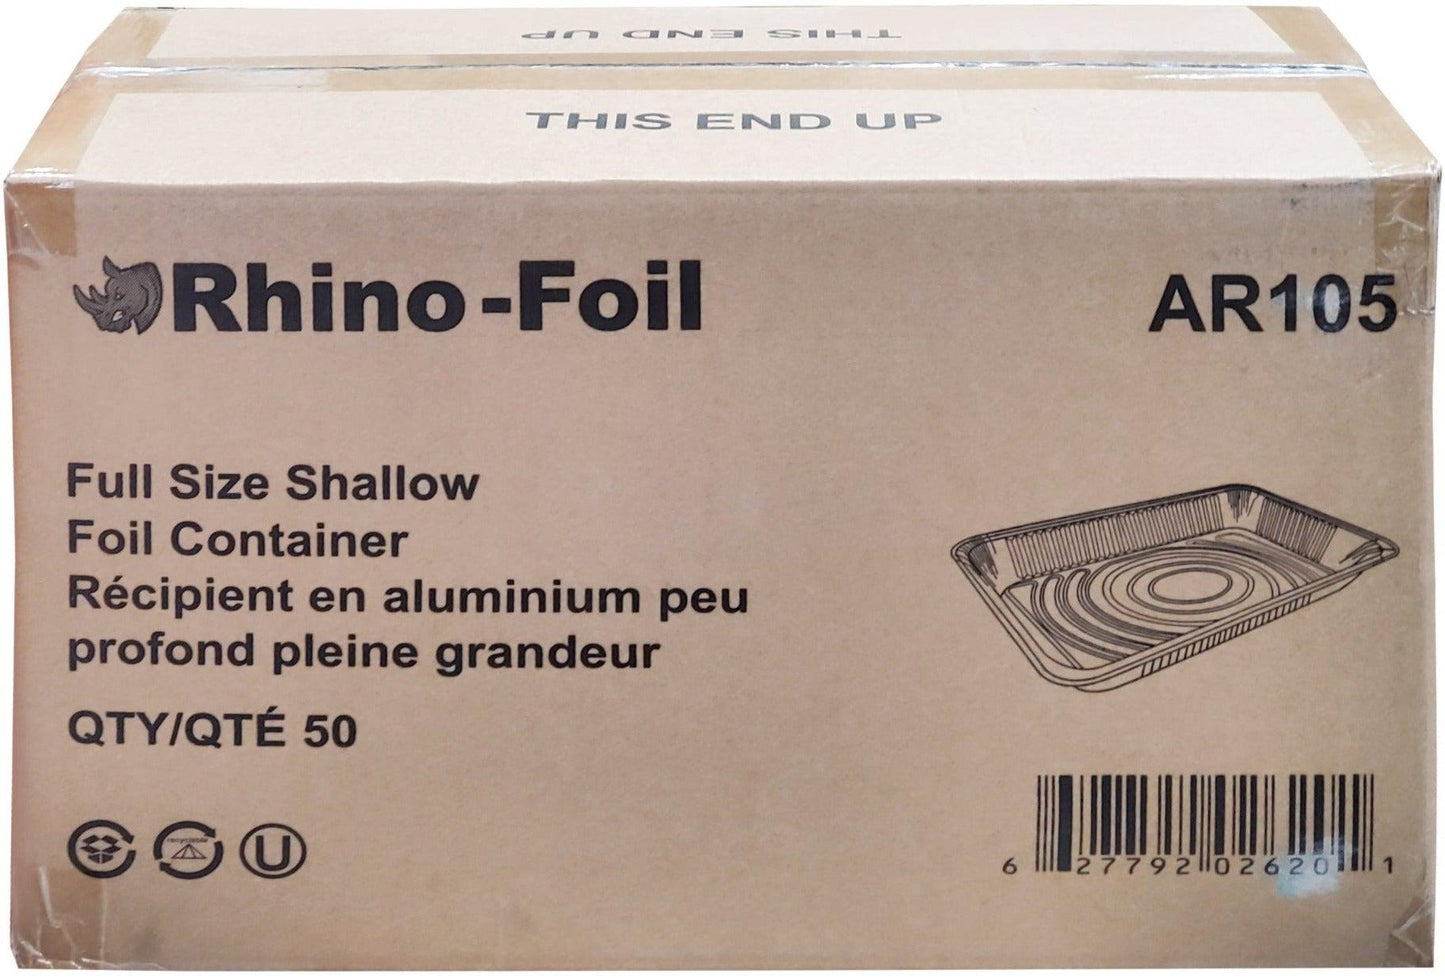 THIS END UP
THIS END UP
Rhino-Foil
AR105
Full Size Shallow
Foil Container
Récipient en aluminium peu
profond pleine grandeur
QTY/QTÉ 50
U
6 27792 02620 1